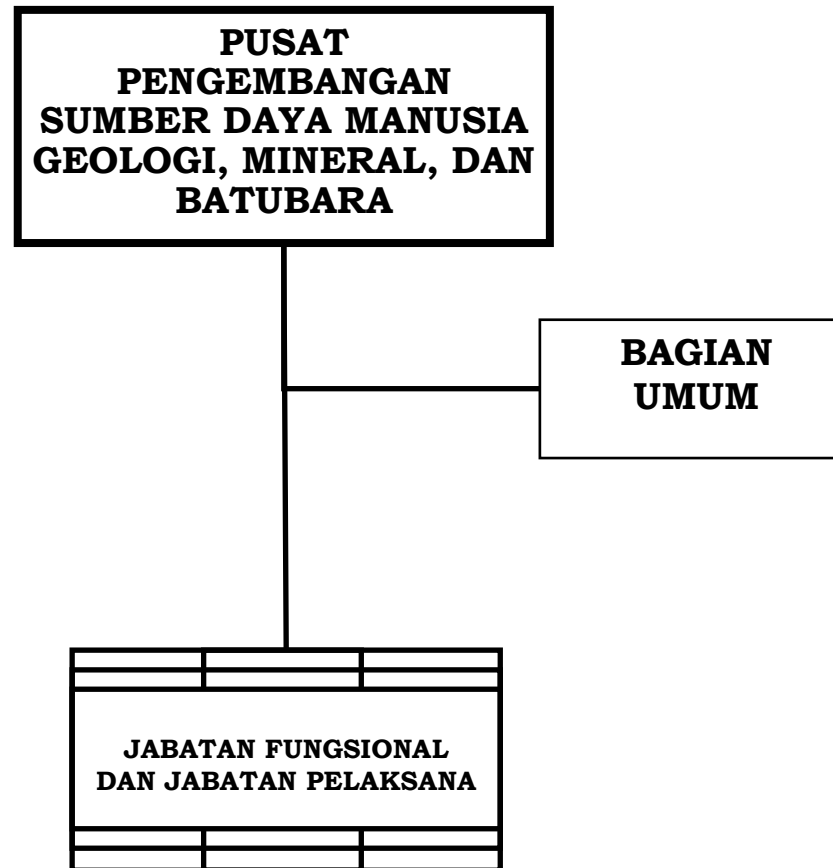 PUSAT
PENGEMBANGAN
SUMBER DAYA MANUSIA
GEOLOGI, MINERAL, DAN
BATUBARA
BAGIAN
UMUM
JABATAN FUNGSIONAL
DAN JABATAN PELAKSANA